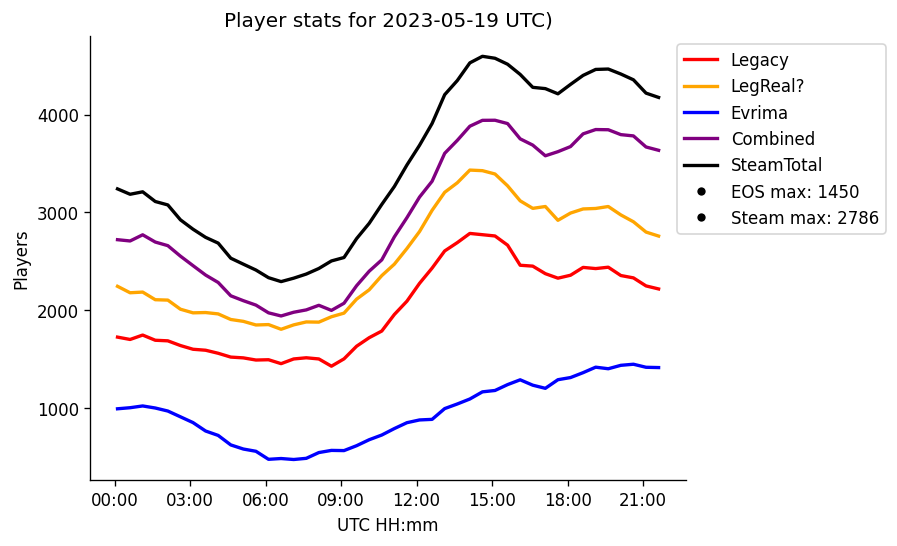 Player stats for 2023-05-19 UTC)
Legacy
LegReal?
Evrima
Combined
SteamTotal
EOS max: 1450
Steam max: 2786
Players
4000
3000
2000
1000
00:00 03:00 06:00 09:00 12:00 15:00 18:00 21:00
UTC HH:mm